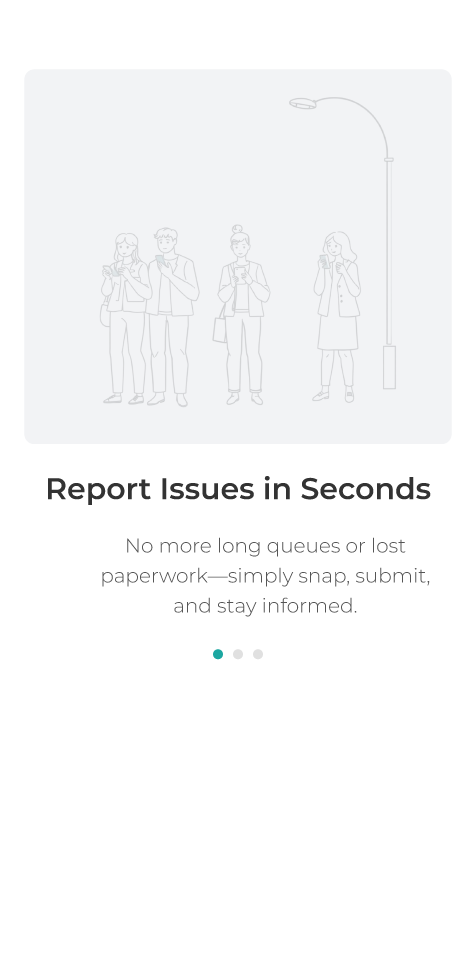 Report Issues in Seconds
No more long queues or lost
paperwork—simply snap, submit,
and stay informed.